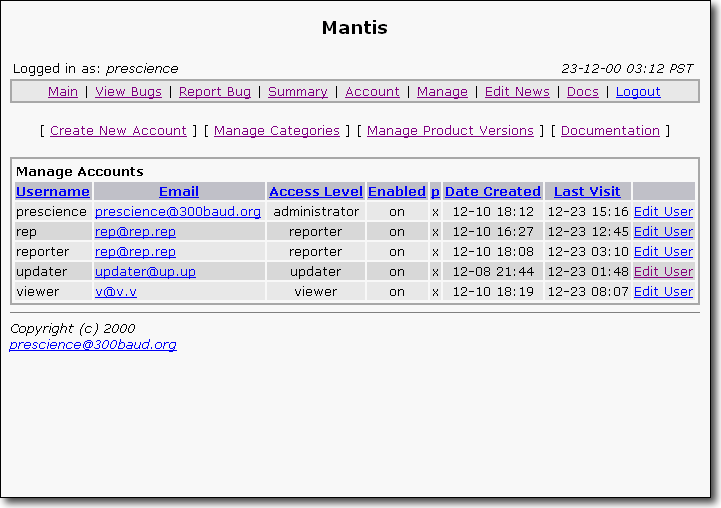 Mantis
Logged in as: prescience 23-12-00 03:12 PST
Main | View Bugs | Report Bug | Summary | Account | Manage | Edit News | Docs | Logout
[ Create New Account ] [ Manage Categories ] [ Manage Product Versions ] [ Documentation ]
Manage Accounts
Username Email Access Level Enabled p Date Created Last Visit
prescience prescience@300baud.org administrator on x 12-10 18:12 12-23 15:16 Edit User
rep rep@rep.rep reporter on x 12-10 16:27 12-23 12:45 Edit User
reporter rep@rep.rep reporter on x 12-10 18:08 12-23 03:10 Edit User
updater updater@up.up updater on x 12-08 21:44 12-23 01:48 Edit User
viewer v@v.v viewer on x 12-10 18:19 12-23 08:07 Edit User
Copyright (c) 2000
prescience@300baud.org